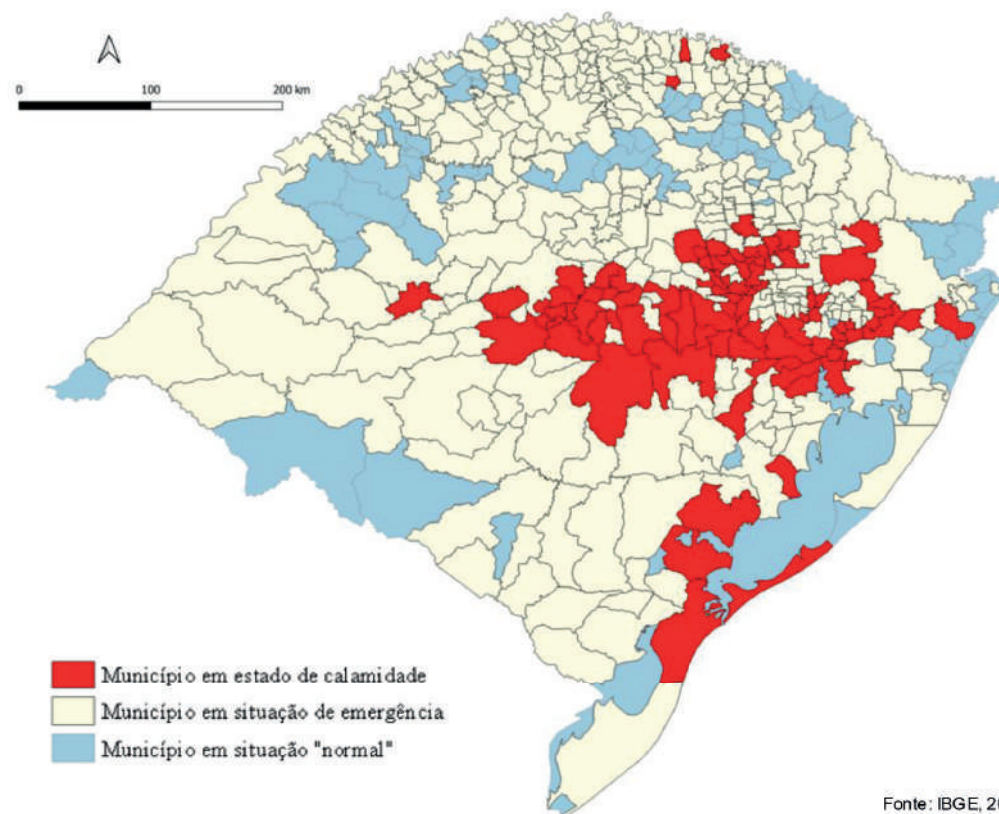 0 100 200 km
Município em estado de calamidade
Município em situação de emergência
Município em situação "normal"
Fonte: IBGE, 20